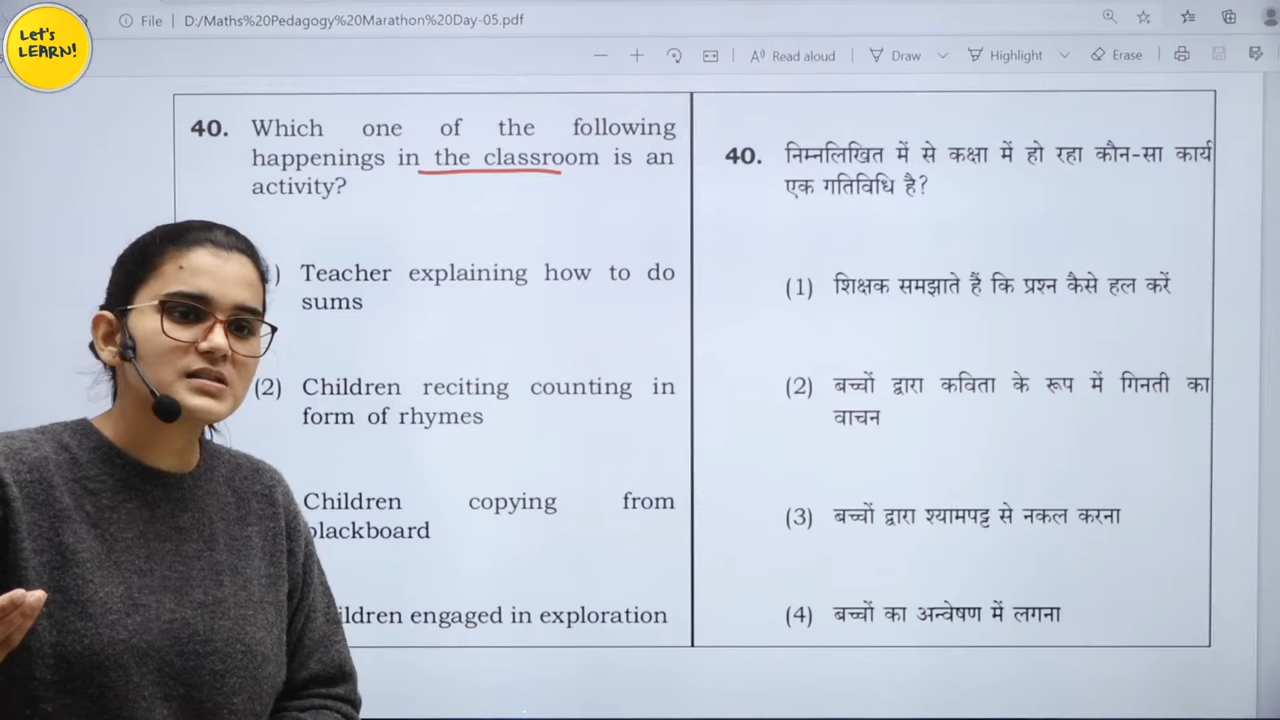 Let's
LEARN!
File | D:/Maths%20Pedagogy%20Marathon%20Day-05.pdf
Read aloud
Draw
Highlight
Erase
40. Which one of the following
happenings in the classroom is an
activity?
) Teacher explaining how to do
sums
(2) Children reciting counting in
form of rhymes
Children copying from
blackboard
ldren engaged in exploration
40. निम्नलिखित में से कक्षा में हो रहा कौन-सा कार्य
एक गतिविधि है?
(1) शिक्षक समझाते हैं कि प्रश्न कैसे हल करें
(2) बच्चों द्वारा कविता के रूप में गिनती का
वाचन
(3) बच्चों द्वारा श्यामपट्ट से नकल करना
(4) बच्चों का अन्वेषण में लगना